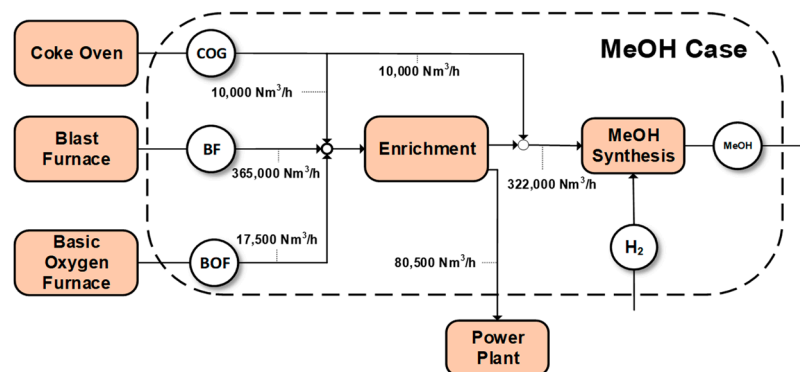 MeOH Case
Coke Oven
COG
10,000 Nm³/h
10,000 Nm³/h
Blast
Furnace
BF
365,000 Nm³/h
Enrichment
MeOH
Synthesis
MeOH
322,000 Nm³/h
Basic
Oxygen
Furnace
BOF
17,500 Nm³/h
80,500 Nm³/h
H₂
Power
Plant